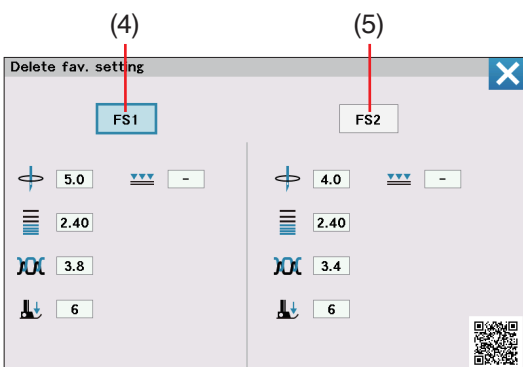 (4) (5)
Delete fav. setting
FS1 FS2
5.0 - 4.0 -
2.40 2.40
3.8 3.4
6 6